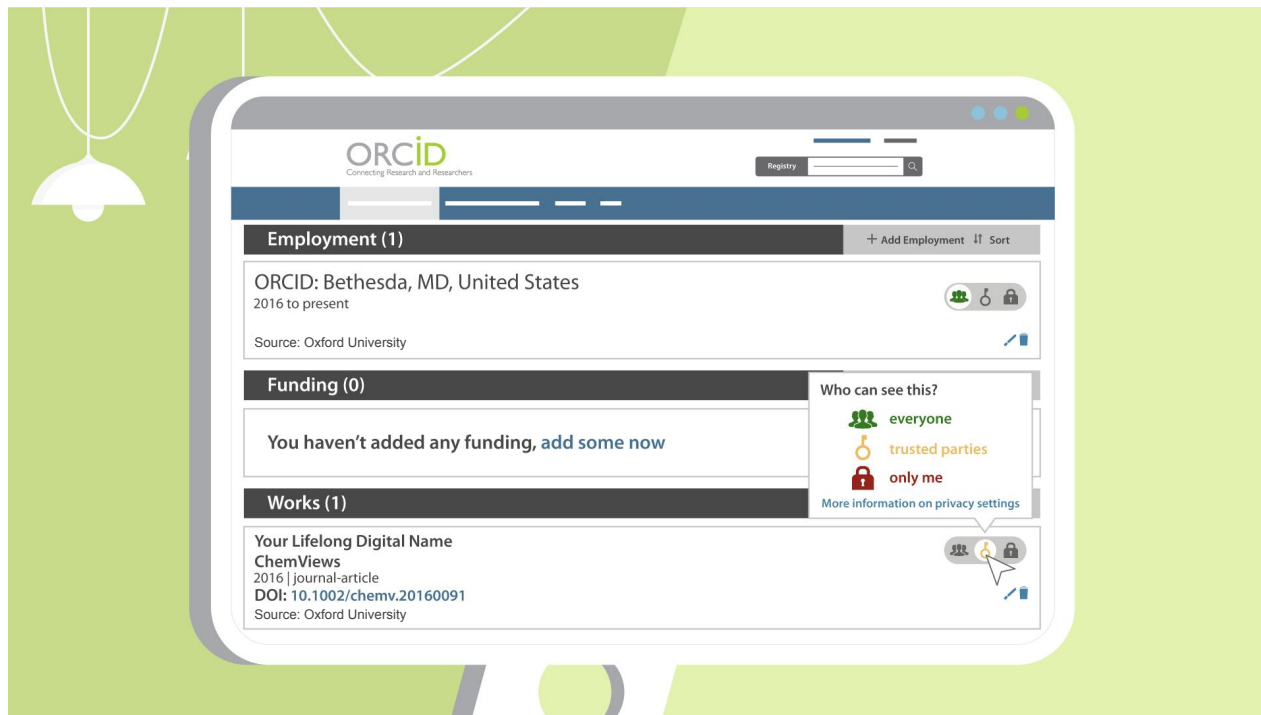 ORCiD
Connecting Research and Researchers
Registry
Employment (1)
+ Add Employment Sort
ORCID: Bethesda, MD, United States
2016 to present
Source: Oxford University
Funding (0)
You haven’t added any funding, add some now
Who can see this?
everyone
trusted parties
only me
More information on privacy settings
Works (1)
Your Lifelong Digital Name
ChemViews
2016 | journal-article
DOI: 10.1002/chemv.20160091
Source: Oxford University